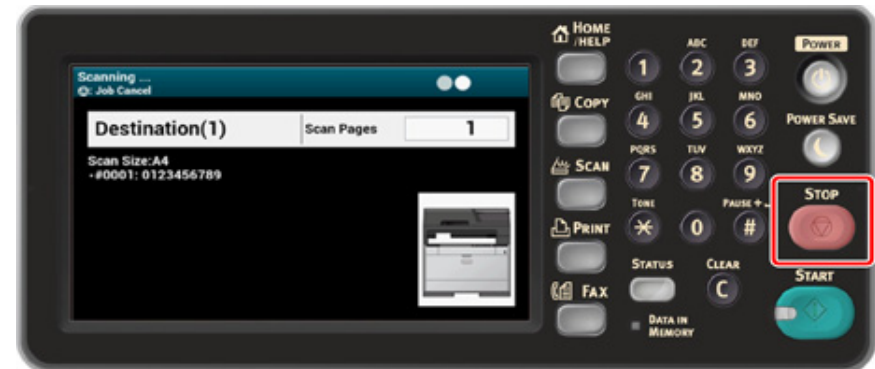 Scanning ....
: Job Cancel
Destination(1)
Scan Pages
1
Scan Size:A4
-#0001: 0123456789
HOME
/HELP
COPY
SCAN
PRINT
FAX
ABC
DEF
1
2
3
GHI
JKL
MNO
4
5
6
PQRS
TUV
WXYZ
7
8
9
TONE
PAUSE + -
*
0
#
STATUS
CLEAR
C
DATA IN
MEMORY
POWER
POWER SAVE
STOP
START